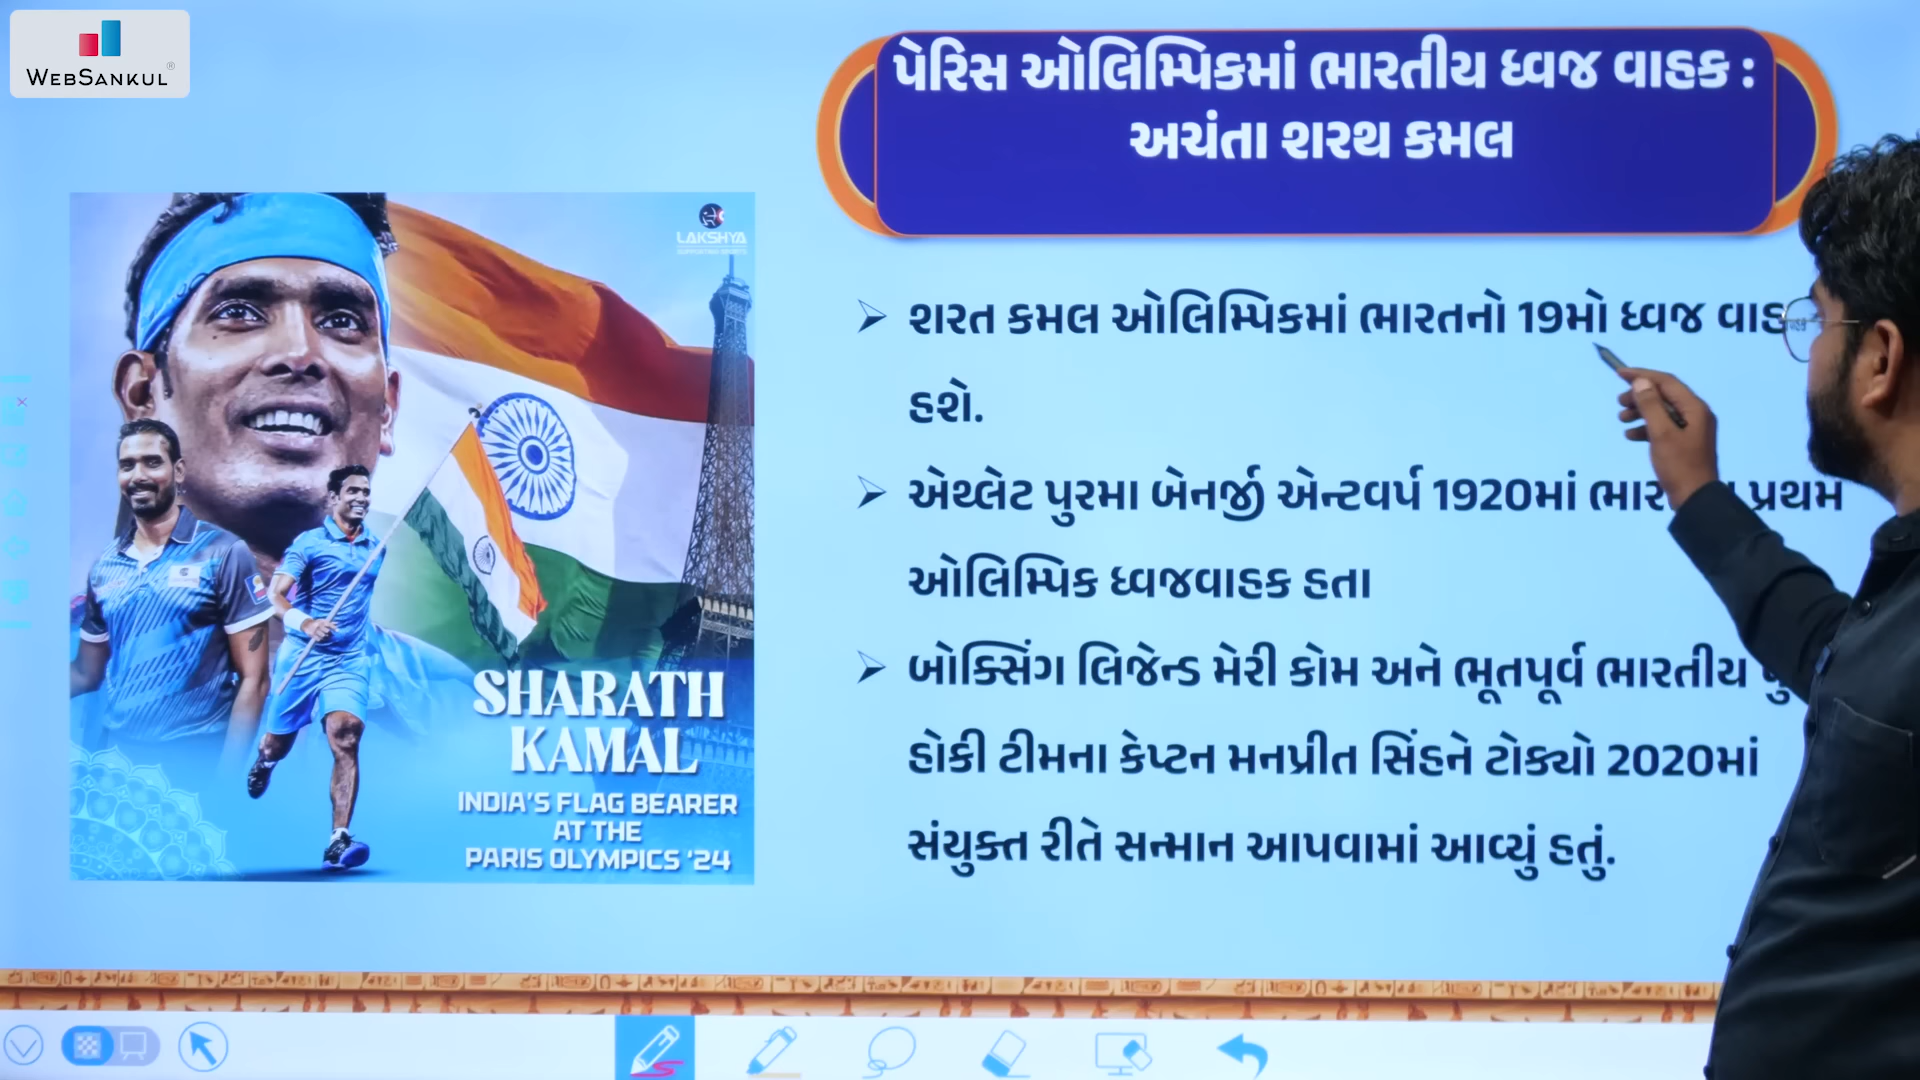 WEBSANKUL
પેરિસ ઓલિમ્પિકમાં ભારતીય ધ્વજ વાહક :
અચંતા શરથ કમલ
LAKSHYA
શરત કમલ ઓલિમ્પિકમાં ભારતનો 19મો ધ્વજ
હશે.
એથ્લેટ પુરમા બેનર્જી એન્ટવર્પ 1920માં પ્રથમ
ઓલિમ્પિક ધ્વજવાહક હતા
બોક્સિંગ લિજેન્ડ મેરી કોમ અને ભૂતપૂર્વ ભારતીય
હોકી ટીમના કેપ્ટન મનપ્રીત સિંહને ટોક્યો 2020માં
સંયુક્ત રીતે સન્માન આપવામાં આવ્યું હતું.
SHARATH
KAMAL
INDIA'S FLAG BEARER
AT THE
PARIS OLYMPICS '24